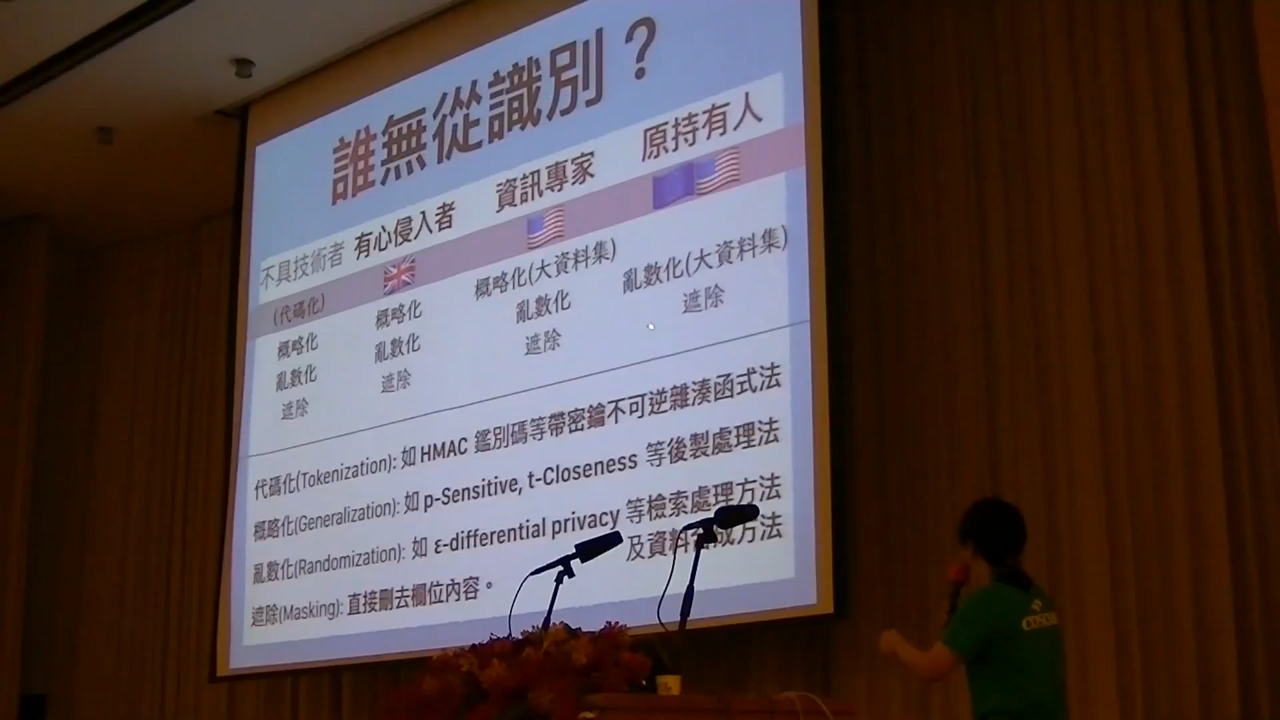 誰無從識別？
不具技術者 有心侵入者 資訊專家 原持有人
(代碼化)
概略化 概略化 概略化(大資料集) 亂數化(大資料集)
亂數化 亂數化 亂數化 遮除
遮除 遮除 遮除
代碼化(Tokenization): 如 HMAC 鑑別碼等帶密鑰不可逆雜湊函式法
概略化(Generalization): 如 p-Sensitive, t-Closeness 等後製處理法
亂數化(Randomization): 如 ε-differential privacy 等檢索處理方法
及資料合成方法
遮除(Masking): 直接刪去欄位內容。